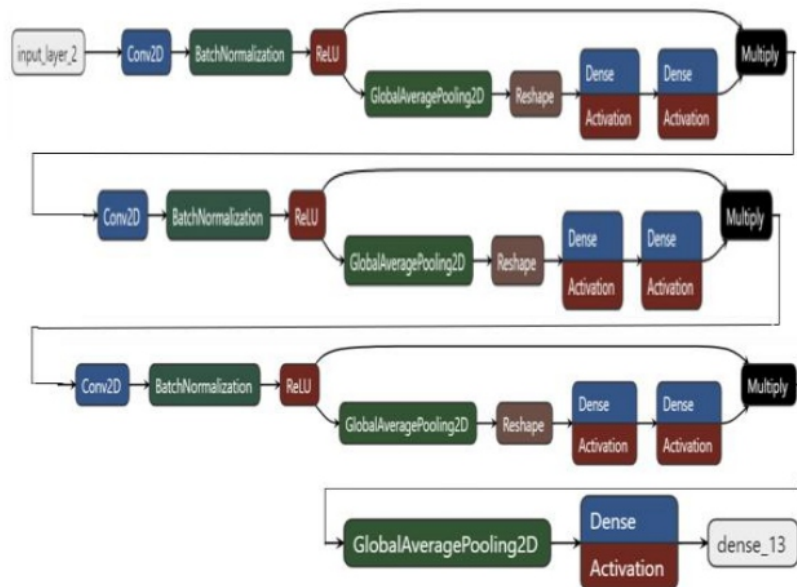 input_layer_2 Conv2D BatchNormalization ReLU Multiply
GlobalAveragePooling2D Reshape Dense Dense
Activation Activation
Conv2D BatchNormalization ReLU Multiply
GlobalAveragePooling2D Reshape Dense Dense
Activation Activation
Conv2D BatchNormalization ReLU Multiply
GlobalAveragePooling2D Reshape Dense Dense
Activation Activation
GlobalAveragePooling2D Dense dense_13
Activation